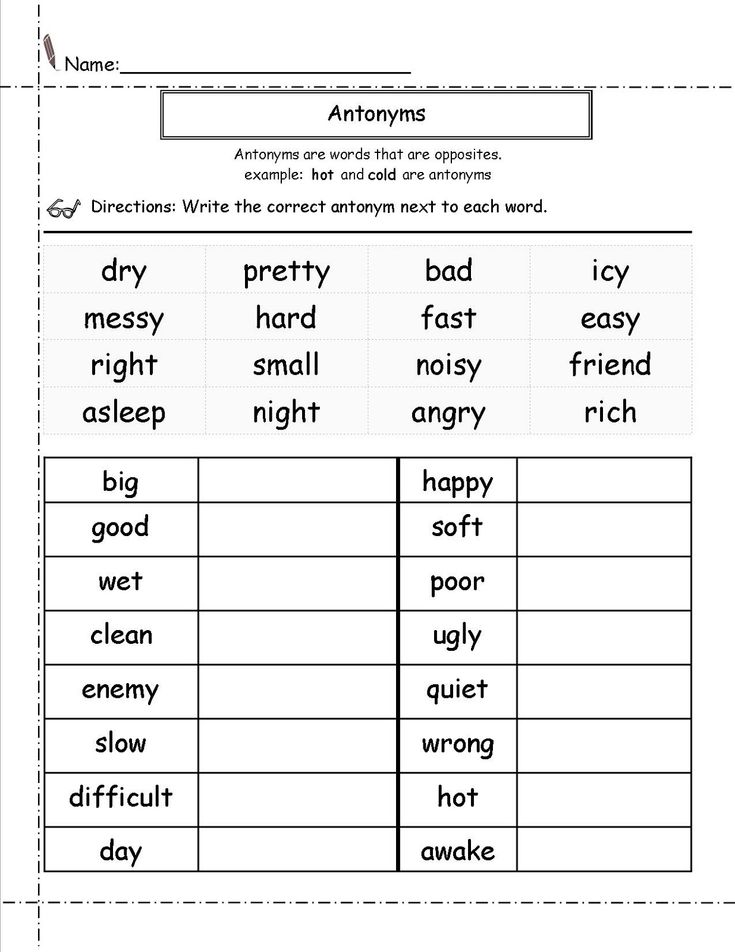 Name:
Antonyms
Antonyms are words that are opposites.
example: hot and cold are antonyms
Directions: Write the correct antonym next to each word.
dry pretty bad icy
messy hard fast easy
right small noisy friend
asleep night angry rich
big happy
good soft
wet poor
clean ugly
enemy quiet
slow wrong
difficult hot
day awake